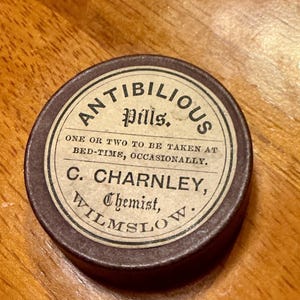 ANTIBILIOUS
Pills.
ONE OR TWO TO BE TAKEN AT
BED-TIME, OCCASIONALLY.
C. CHARNLEY,
Chemist,
WILMSLOW.